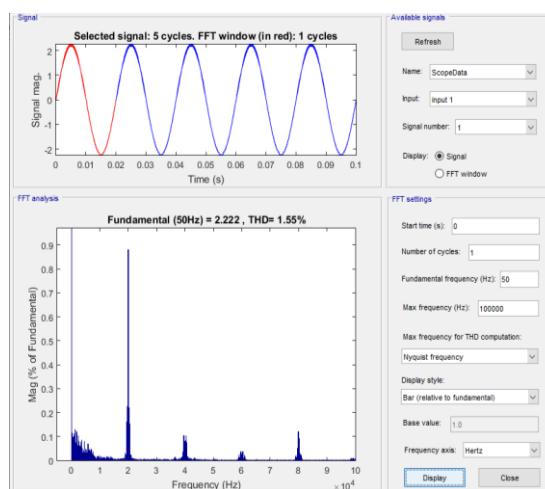 Signal
Selected signal: 5 cycles. FFT window (in red): 1 cycles
2
1
0
-1
-2
Signal mag.
0
0.01
0.02
0.03
0.04
0.05
0.06
0.07
0.08
0.09
0.1
Time (s)
FFT analysis
Fundamental (50Hz) = 2.222 , THD= 1.55%
0.9
0.8
0.7
0.6
0.5
0.4
0.3
0.2
0.1
0
Mag (% of Fundamental)
0
1
2
3
4
5
6
7
8
9
10
Frequency (Hz)
× 10⁴
Available signals
Refresh
Name:
ScopeData
Input:
input 1
Signal number:
1
Display:
Signal
FFT window
FFT settings
Start time (s):
0
Number of cycles:
1
Fundamental frequency (Hz):
50
Max frequency (Hz):
100000
Max frequency for THD computation:
Nyquist frequency
Display style:
Bar (relative to fundamental)
Base value:
1.0
Frequency axis:
Hertz
Display
Close